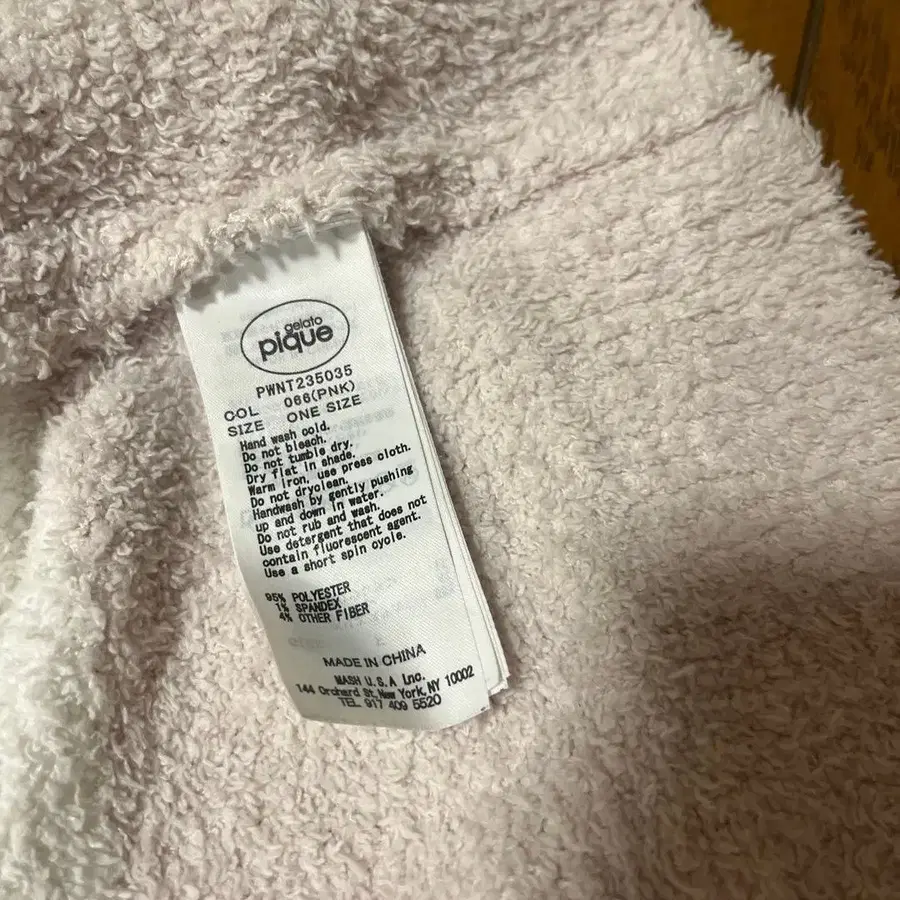 gelato
pique
PWNT235035
COL 066(PNK)
SIZE ONE SIZE
Hand wash cold.
Do not bleach.
Do not tumble dry.
Dry flat in shade.
Warm iron, use press cloth.
Do not dryclean.
Handwash by gently pushing
up and down in water.
Do not rub and wash.
Use detergent that does not
contain fluorescent agent.
Use a short spin cycle.
95% POLYESTER
1% SPANDEX
4% OTHER FIBER
MADE IN CHINA
MASH U.S.A Inc.
144 Orchard St, New York, NY 10002
TEL 917 409 5520